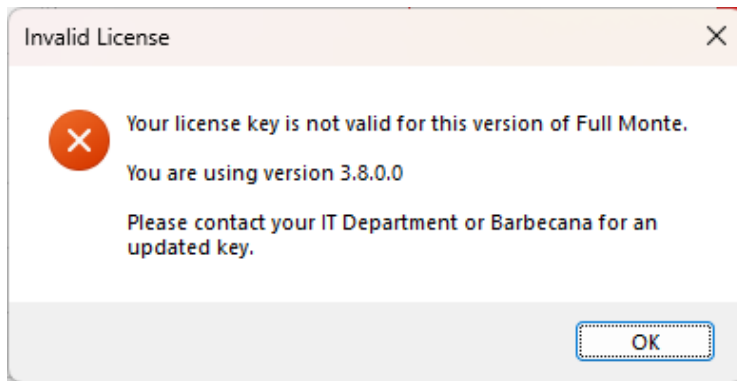 Invalid License
Your license key is not valid for this version of Full Monte.
You are using version 3.8.0.0
Please contact your IT Department or Barbecana for an
updated key.
OK